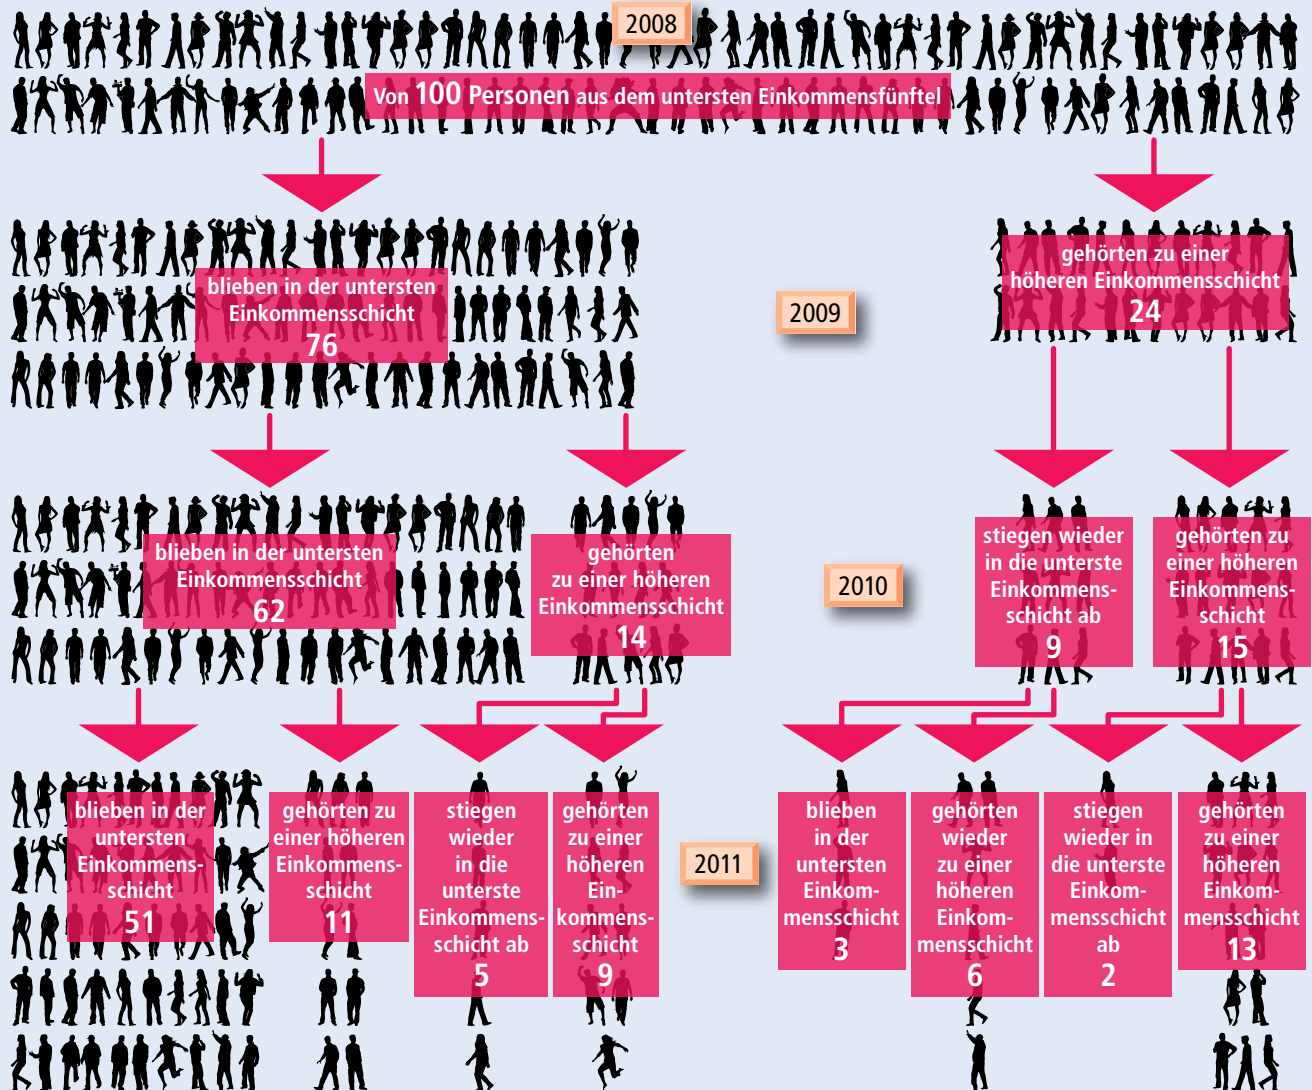 2008
Von 100 Personen aus dem untersten Einkommensfünftel
blieben in der untersten
Einkommensschicht
76
2009
gehörten zu einer
höheren Einkommensschicht
24
blieben in der untersten
Einkommensschicht
62
gehörten
zu einer höheren
Einkommensschicht
14
2010
stiegen wieder
in die unterste
Einkommens-
schicht ab
9
gehörten zu
einer höheren
Einkommens-
schicht
15
blieben in der
untersten
Einkommens-
schicht
51
gehörten zu
einer höheren
Einkommens-
schicht
11
stiegen
wieder
in die
unterste
Einkommens-
schicht ab
5
gehörten
zu einer
höheren
Ein-
kommens-
schicht
9
2011
blieben
in der
untersten
Einkom-
mensschicht
3
gehörten
wieder
zu einer
höheren
Einkom-
mensschicht
6
stiegen
wieder in
die unterste
Einkom-
mensschicht
ab
2
gehörten
zu einer
höheren
Einkom-
mensschicht
13